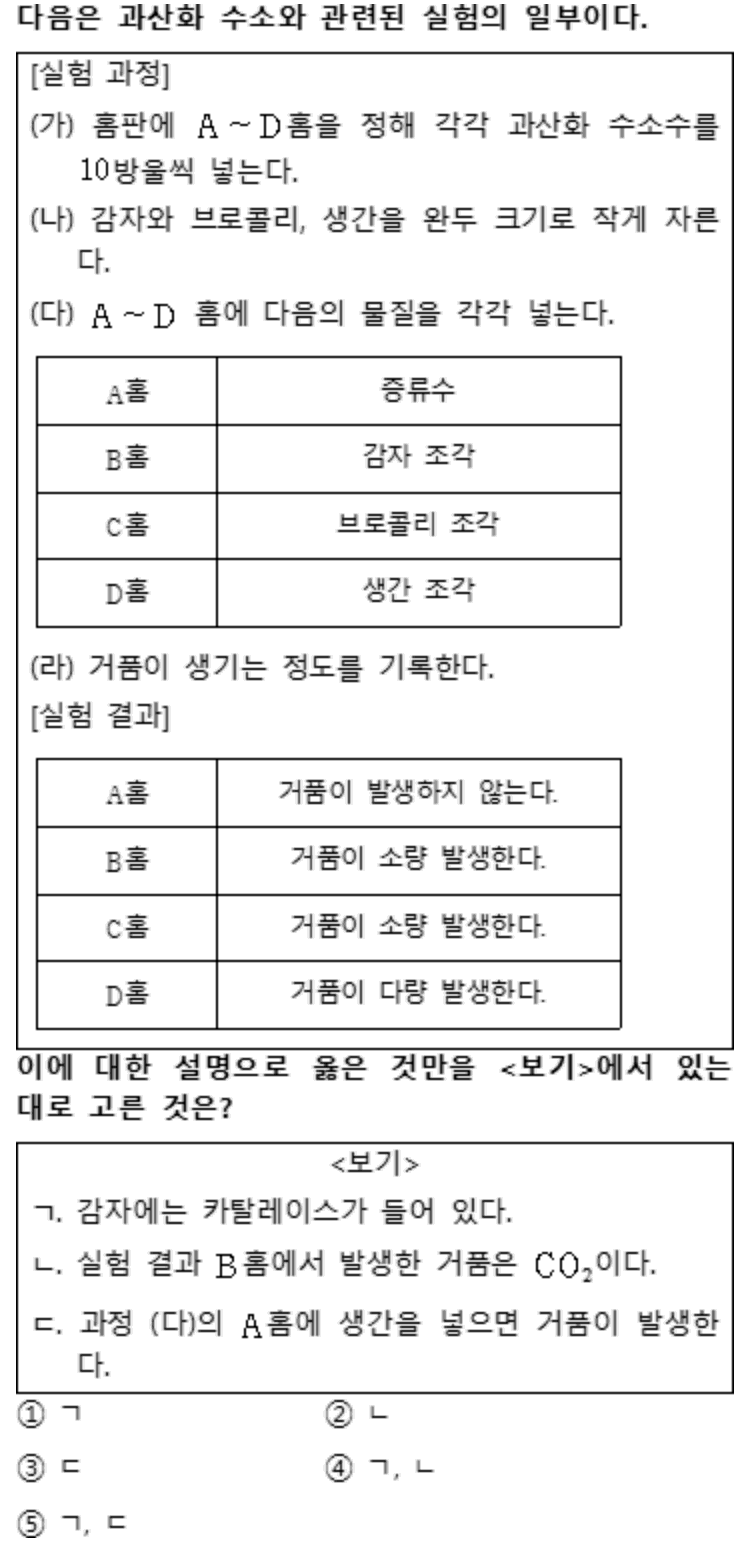 다음은 과산화 수소와 관련된 실험의 일부이다.
[실험 과정]
(가) 홈판에 A ~ D홈을 정해 각각 과산화 수소수를
10방울씩 넣는다.
(나) 감자와 브로콜리, 생간을 완두 크기로 작게 자른
다.
(다) A ~ D 홈에 다음의 물질을 각각 넣는다.
A홈 증류수
B홈 감자 조각
C홈 브로콜리 조각
D홈 생간 조각
(라) 거품이 생기는 정도를 기록한다.
[실험 결과]
A홈 거품이 발생하지 않는다.
B홈 거품이 소량 발생한다.
C홈 거품이 소량 발생한다.
D홈 거품이 다량 발생한다.
이에 대한 설명으로 옳은 것만을 <보기>에서 있는
대로 고른 것은?
<보기>
ㄱ. 감자에는 카탈레이스가 들어 있다.
ㄴ. 실험 결과 B홈에서 발생한 거품은 CO₂이다.
ㄷ. 과정 (다)의 A홈에 생간을 넣으면 거품이 발생한
다.
① ㄱ ② ㄴ
③ ㄷ ④ ㄱ, ㄴ
⑤ ㄱ, ㄷ